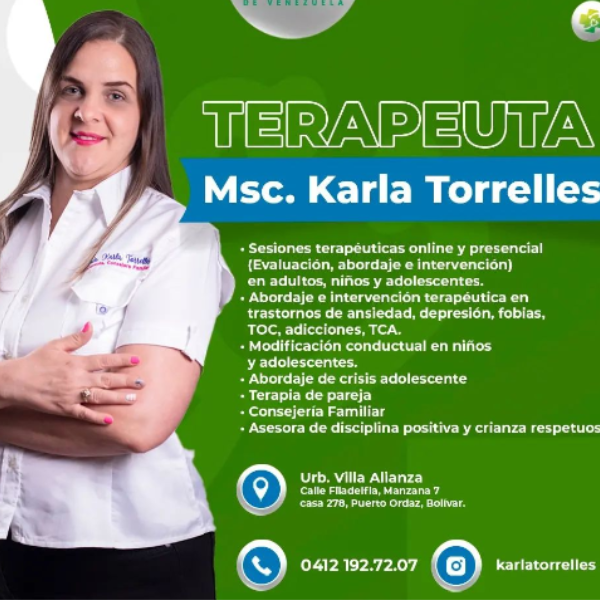 DE VENEZUELA
TERAPEUTA
Msc. Karla Torrelles
Karla Torrelle
• Sesiones terapéuticas online y presencial
(Evaluación, abordaje e intervención)
en adultos, niños y adolescentes.
• Abordaje e intervención terapéutica en
trastornos de ansiedad, depresión, fobias,
TOC, adicciones, TCA.
• Modificación conductual en niños
y adolescentes.
• Abordaje de crisis adolescente
• Terapia de pareja
• Consejería Familiar
• Asesora de disciplina positiva y crianza respetuos
Urb. Villa Alianza
Calle Filadelfia, Manzana 7
casa 278, Puerto Ordaz, Bolívar.
0412 192.72.07
karlatorrelles